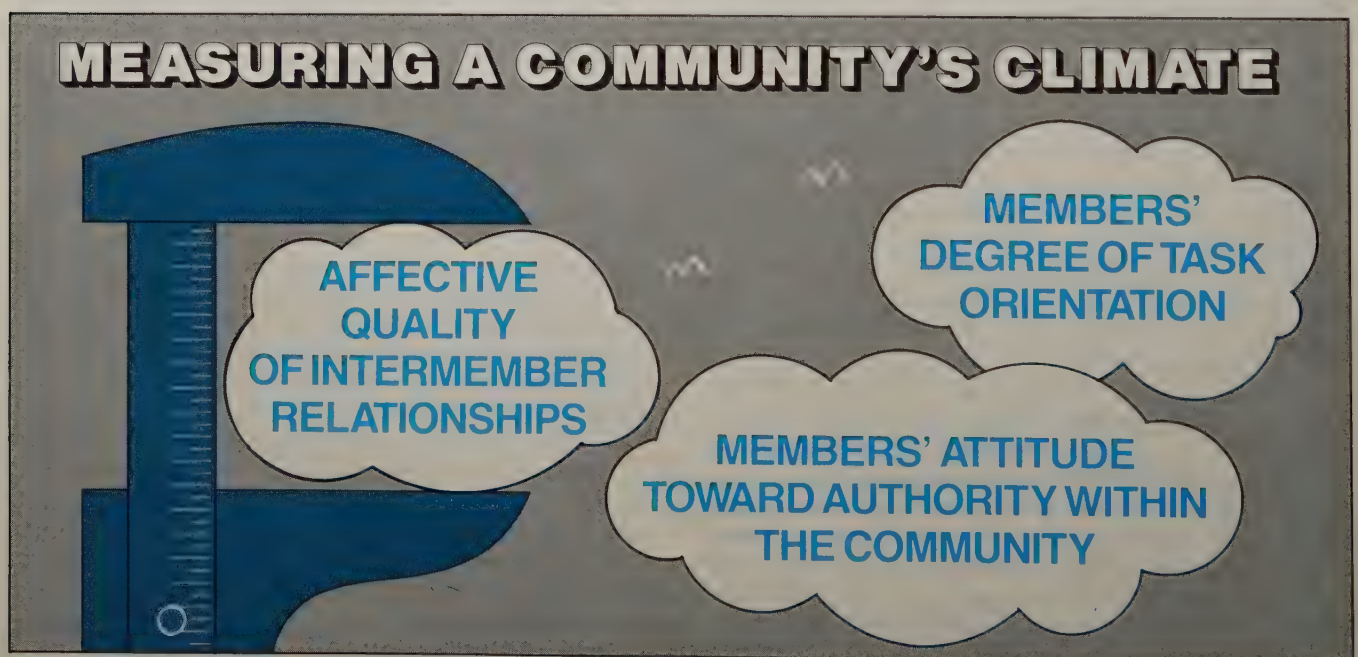 MEASURING A COMMUNITY'S CLIMATE
AFFECTIVE
QUALITY
OF INTERMEMBER
RELATIONSHIPS
MEMBERS'
DEGREE OF TASK
ORIENTATION
MEMBERS' ATTITUDE
TOWARD AUTHORITY WITHIN
THE COMMUNITY